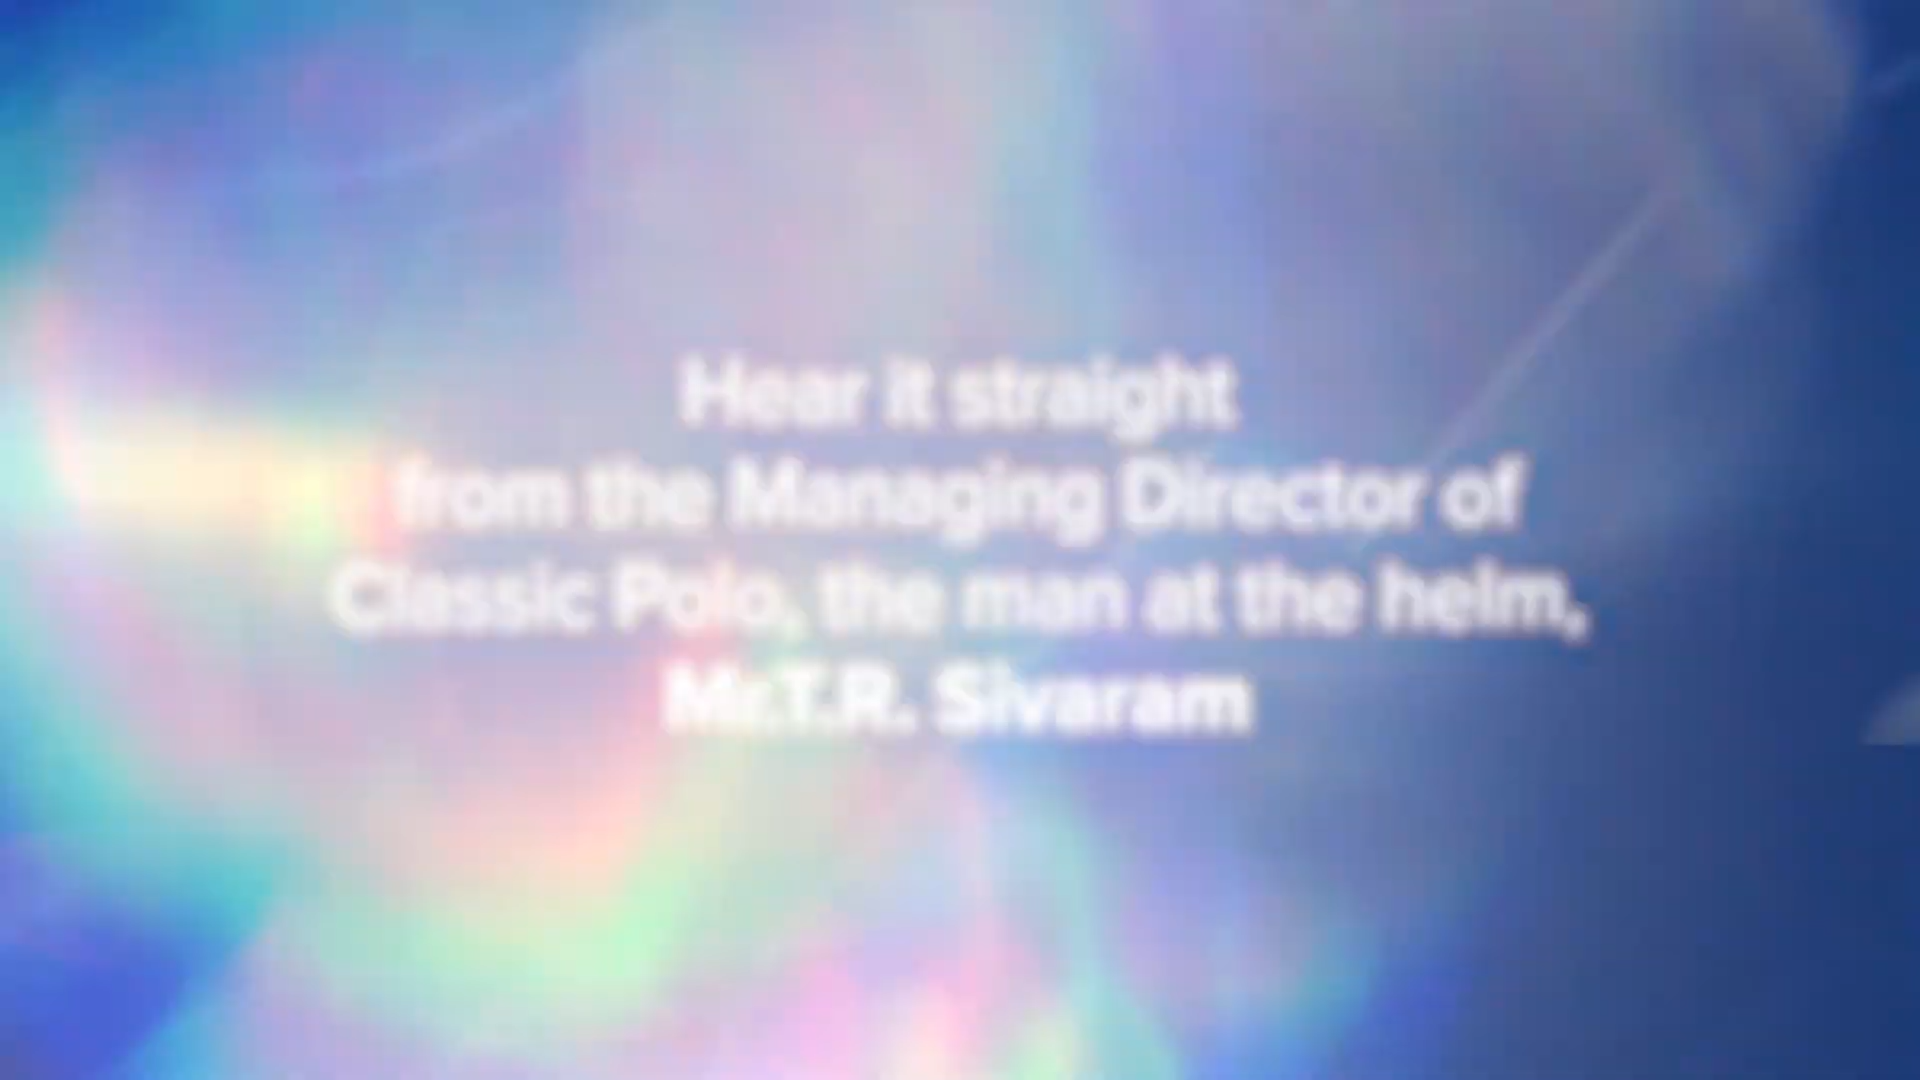 Hear it straight
from the Managing Director of
Classic Polo, the man at the helm,
Mr.T.R. Sivaram